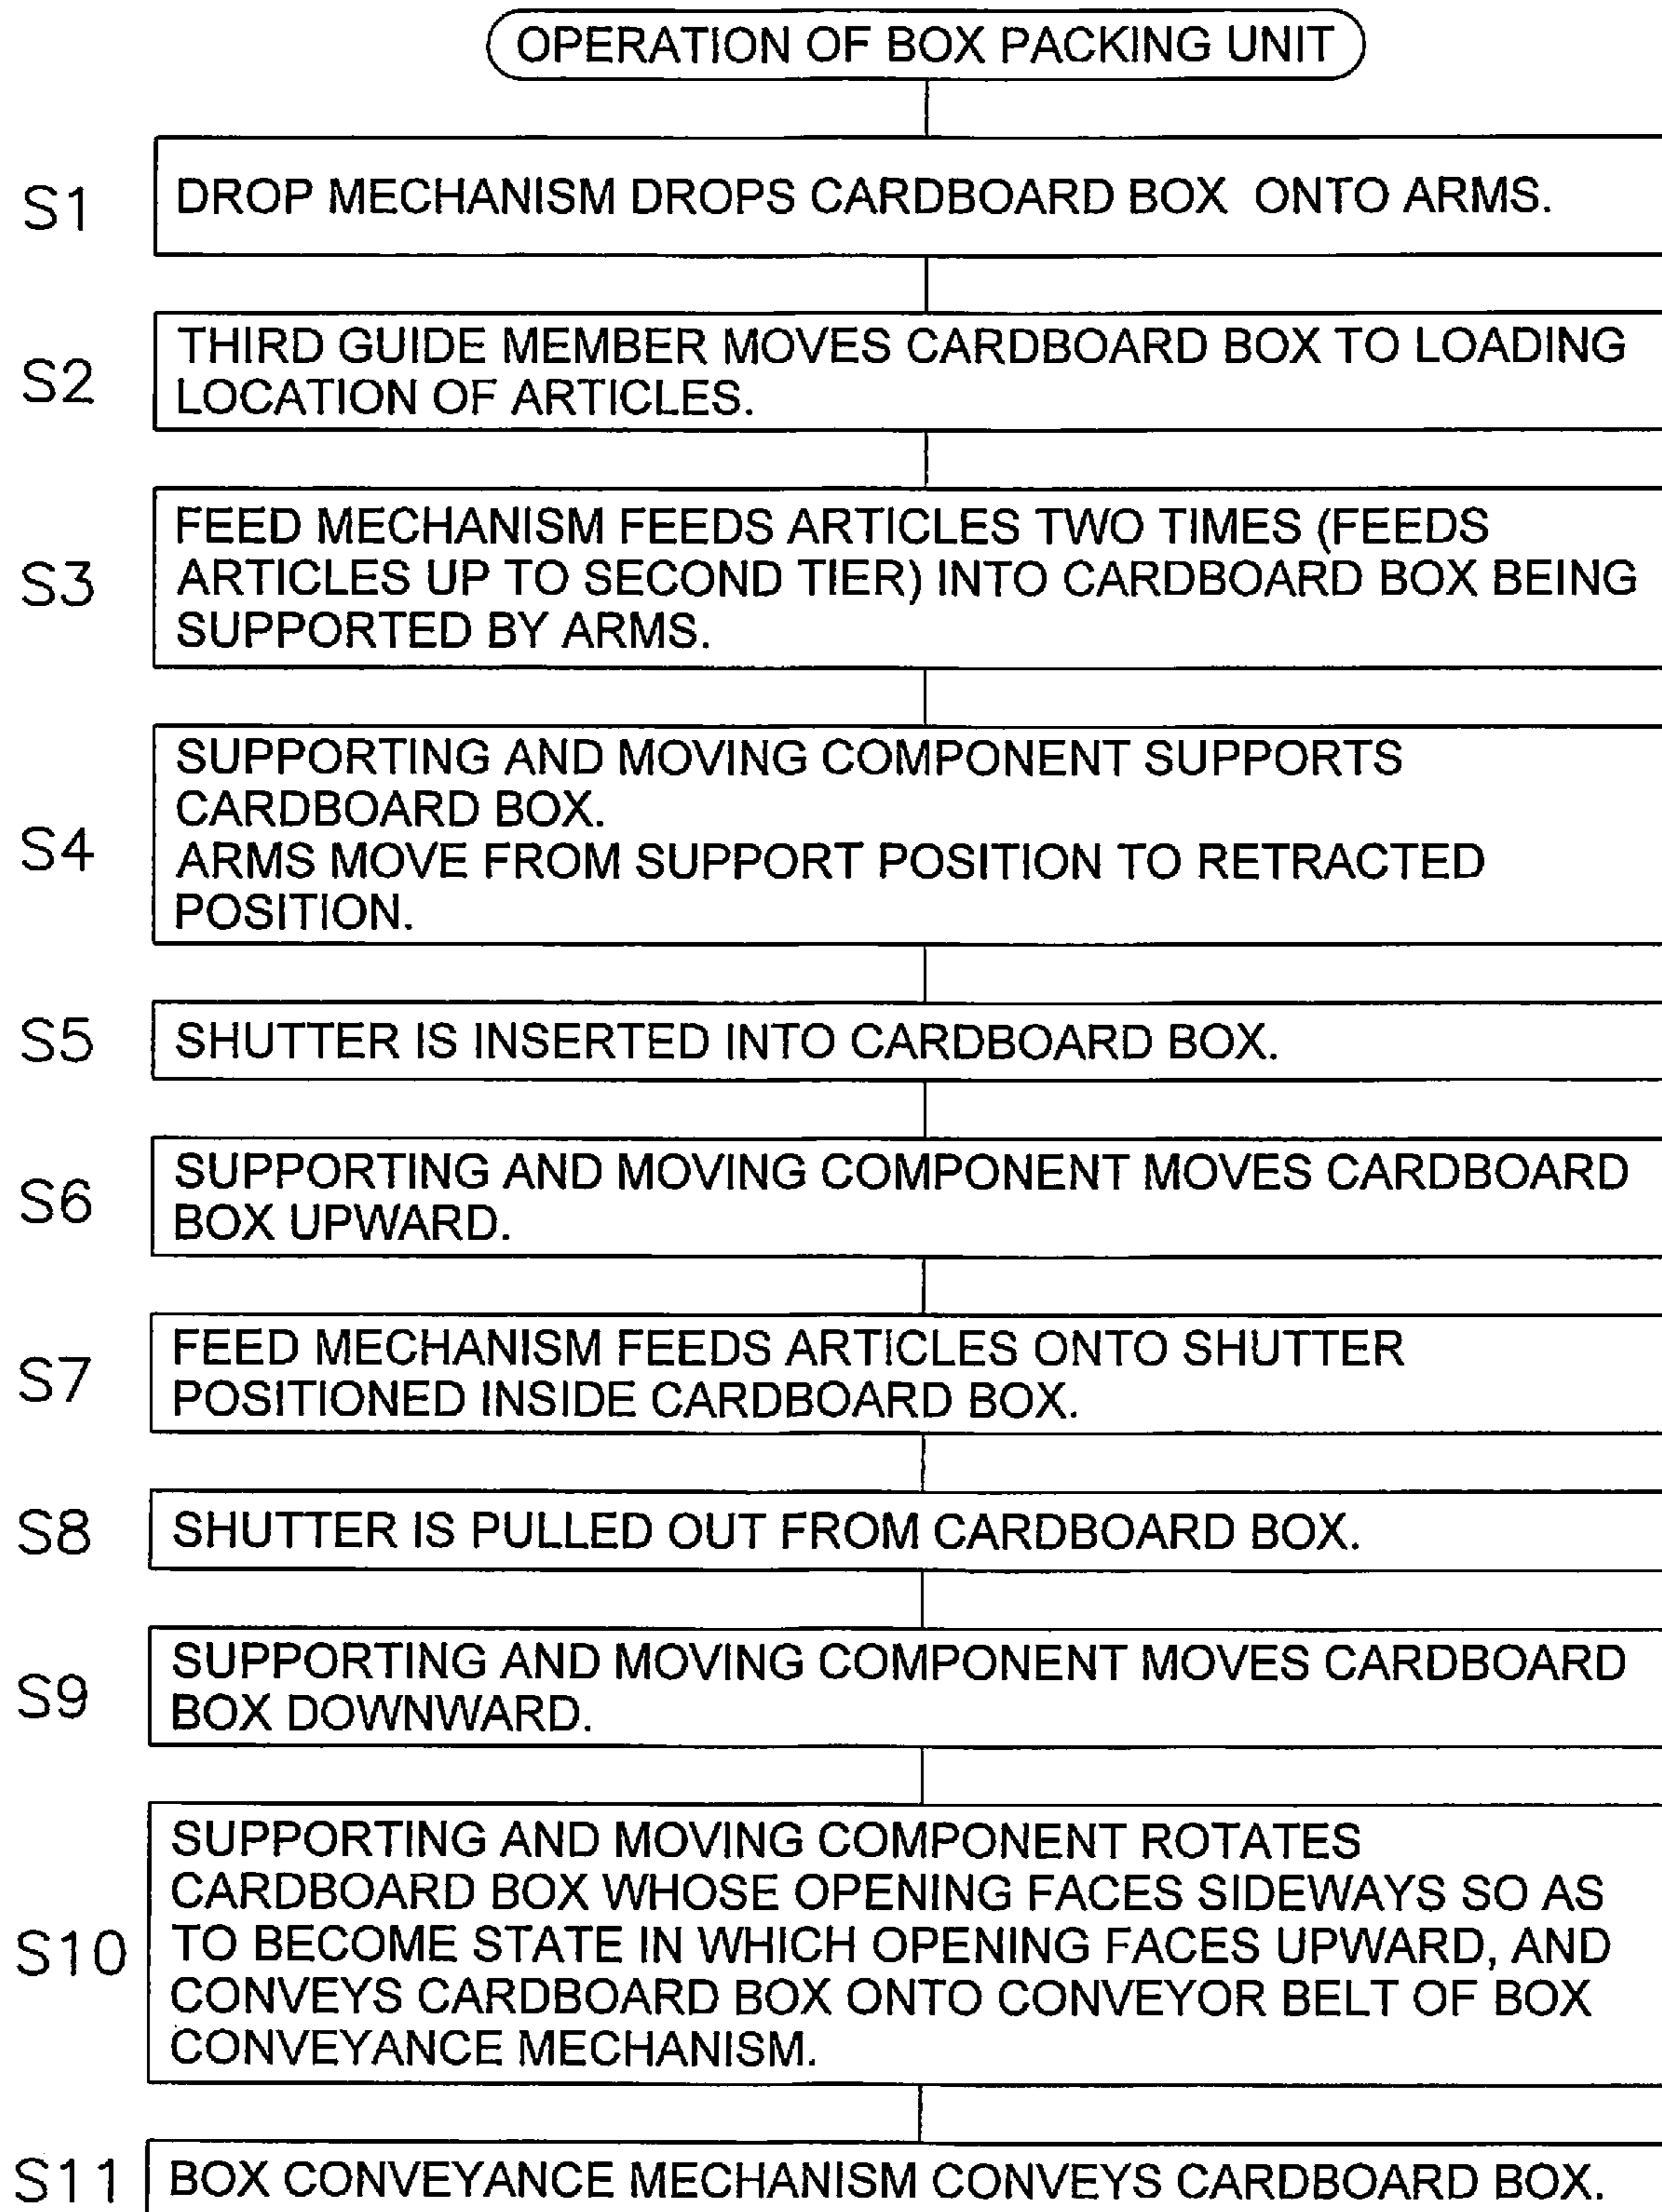 OPERATION OF BOX PACKING UNIT
S1
DROP MECHANISM DROPS CARDBOARD BOX ONTO ARMS.
S2
THIRD GUIDE MEMBER MOVES CARDBOARD BOX TO LOADING
LOCATION OF ARTICLES.
S3
FEED MECHANISM FEEDS ARTICLES TWO TIMES (FEEDS
ARTICLES UP TO SECOND TIER) INTO CARDBOARD BOX BEING
SUPPORTED BY ARMS.
S4
SUPPORTING AND MOVING COMPONENT SUPPORTS
CARDBOARD BOX.
ARMS MOVE FROM SUPPORT POSITION TO RETRACTED
POSITION.
S5
SHUTTER IS INSERTED INTO CARDBOARD BOX.
S6
SUPPORTING AND MOVING COMPONENT MOVES CARDBOARD
BOX UPWARD.
S7
FEED MECHANISM FEEDS ARTICLES ONTO SHUTTER
POSITIONED INSIDE CARDBOARD BOX.
S8
SHUTTER IS PULLED OUT FROM CARDBOARD BOX.
S9
SUPPORTING AND MOVING COMPONENT MOVES CARDBOARD
BOX DOWNWARD.
S10
SUPPORTING AND MOVING COMPONENT ROTATES
CARDBOARD BOX WHOSE OPENING FACES SIDEWAYS SO AS
TO BECOME STATE IN WHICH OPENING FACES UPWARD, AND
CONVEYS CARDBOARD BOX ONTO CONVEYOR BELT OF BOX
CONVEYANCE MECHANISM.
S11
BOX CONVEYANCE MECHANISM CONVEYS CARDBOARD BOX.